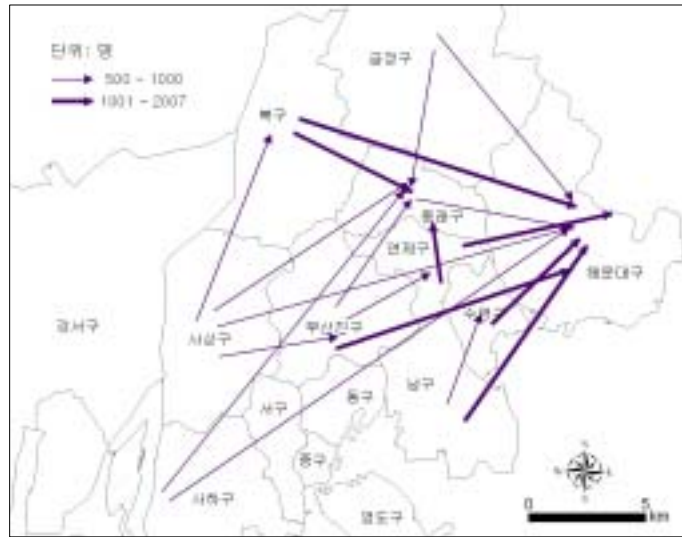 단위: 명
500 - 1000
1001 - 2007
금정구
북구
동래구
연제구
해운대구
강서구
사상구
부산진구
수영구
남구
서구
동구
중구
사하구
영도구
N
S
0 5
km